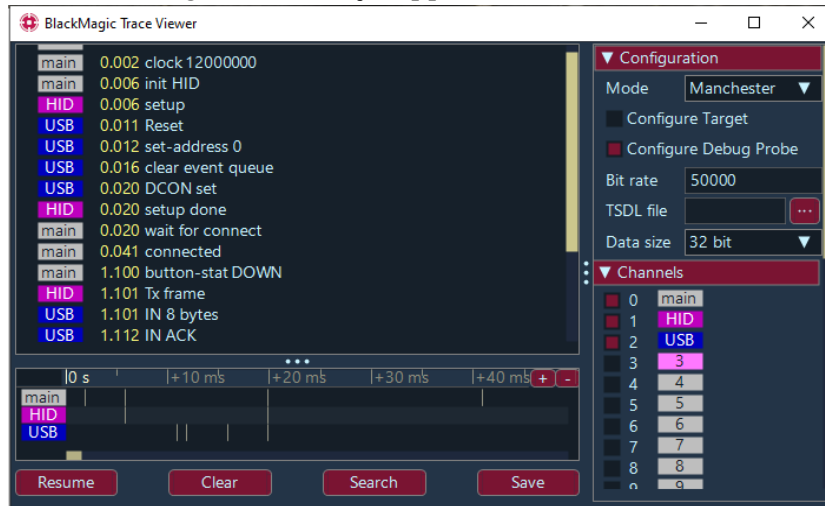 BlackMagic Trace Viewer
main 0.002 clock 12000000
main 0.006 init HID
HID 0.006 setup
USB 0.011 Reset
USB 0.012 set-address 0
USB 0.016 clear event queue
USB 0.020 DCON set
HID 0.020 setup done
main 0.020 wait for connect
main 0.041 connected
main 1.100 button-stat DOWN
HID 1.101 Tx frame
USB 1.101 IN 8 bytes
USB 1.112 IN ACK
0 s +10 ms +20 ms +30 ms +40 ms + -
main
HID
USB
Resume Clear Search Save
▼ Configuration
Mode Manchester ▼
Configure Target
Configure Debug Probe
Bit rate 50000
TSDL file ...
Data size 32 bit ▼
▼ Channels
0 main
1 HID
2 USB
3 3
4 4
5 5
6 6
7 7
8 8
9 9